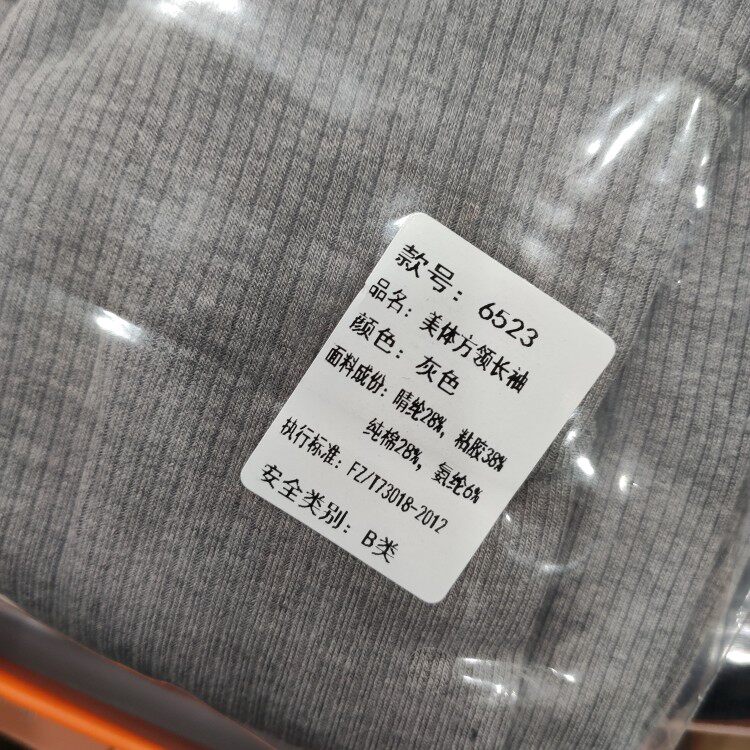 款号: 6523
品名: 美体方领长袖
颜色: 灰色
面料成份: 晴纶28%, 粘胶38%
纯棉28%, 氨纶6%
执行标准: FZ/T73018-2012
安全类别: B类